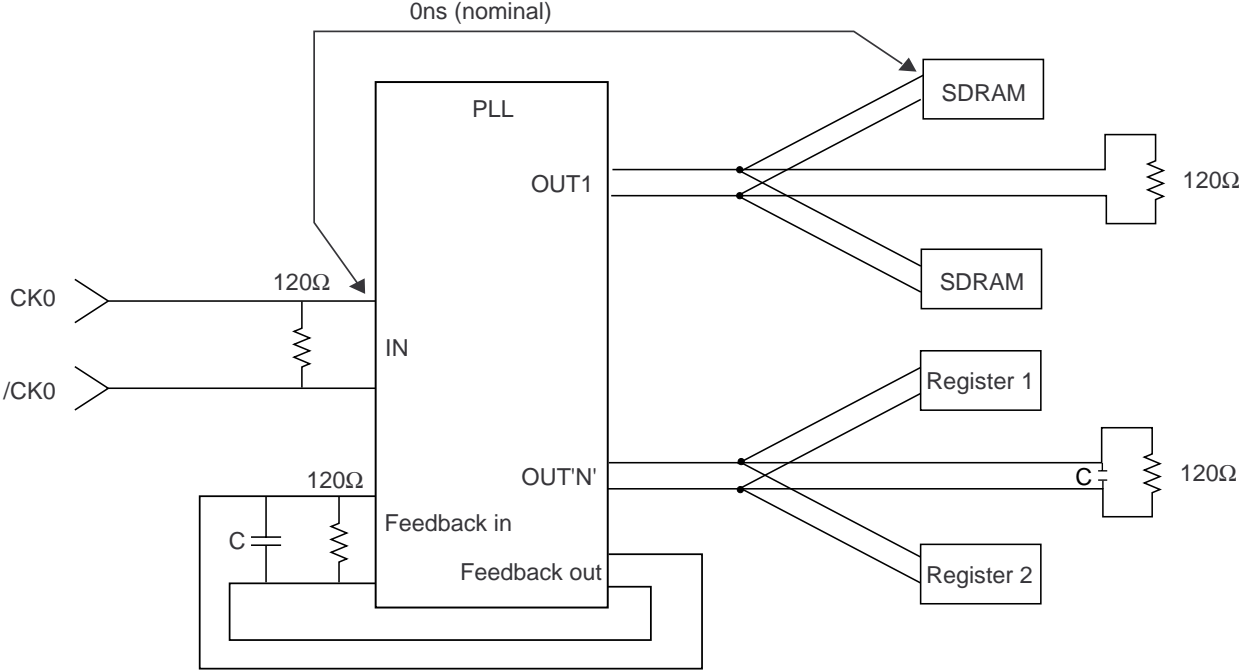 0ns (nominal)
PLL
SDRAM
OUT1
120Ω
120Ω
SDRAM
CK0
IN
/CK0
Register 1
120Ω
OUT'N'
C
120Ω
Feedback in
C
Feedback out
Register 2